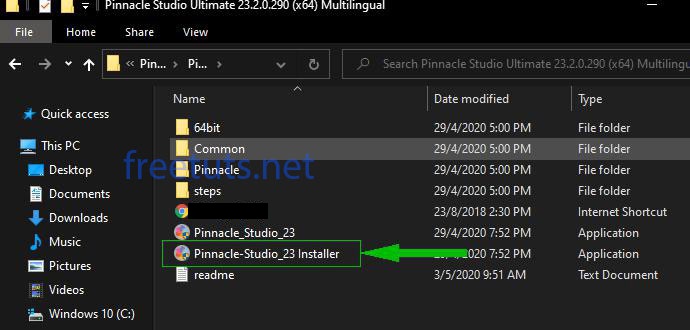 Pinnacle Studio Ultimate 23.2.0.290 (x64) Multilingual
File Home Share View
Pin... Pi...
Search Pinnacle Studio Ultimate 23.2.0.290 (x64) Multilingu
Name Date modified Type
Quick access
This PC
Desktop
Documents
Downloads
Music
Pictures
Videos
Windows 10 (C:)
64bit 29/4/2020 5:00 PM File folder
Common 29/4/2020 5:00 PM File folder
Pinnacle 29/4/2020 5:00 PM File folder
steps 29/4/2020 5:00 PM File folder
23/8/2018 2:30 PM Internet Shortcut
Pinnacle_Studio_23 29/4/2020 7:52 PM Application
Pinnacle-Studio_23 Installer /2020 7:52 PM Application
readme 3/5/2020 9:51 AM Text Document
freetuts.net